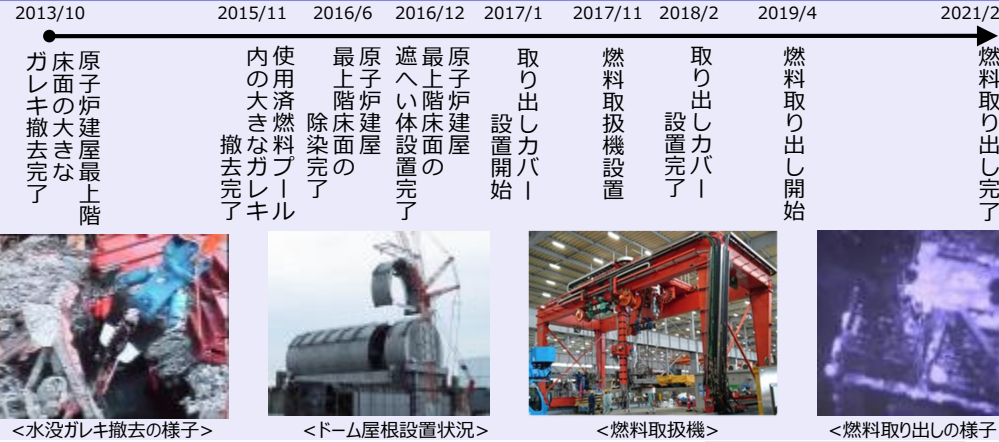 2013/10
2015/11
2016/6
2016/12
2017/1
2017/11
2018/2
2019/4
2021/2
原子炉建屋最上階
床面の大きな
ガレキ撤去完了
使用済燃料プール
内の大きなガレキ
撤去完了
原子炉建屋
最上階床面の
除染完了
原子炉建屋
最上階床面の
遮へい体設置完了
取り出しカバー
設置開始
燃料取扱機設置
取り出しカバー
設置完了
燃料取り出し開始
燃料取り出し完了
<水没ガレキ撤去の様子>
<ドーム屋根設置状況>
<燃料取扱機>
<燃料取り出しの様子